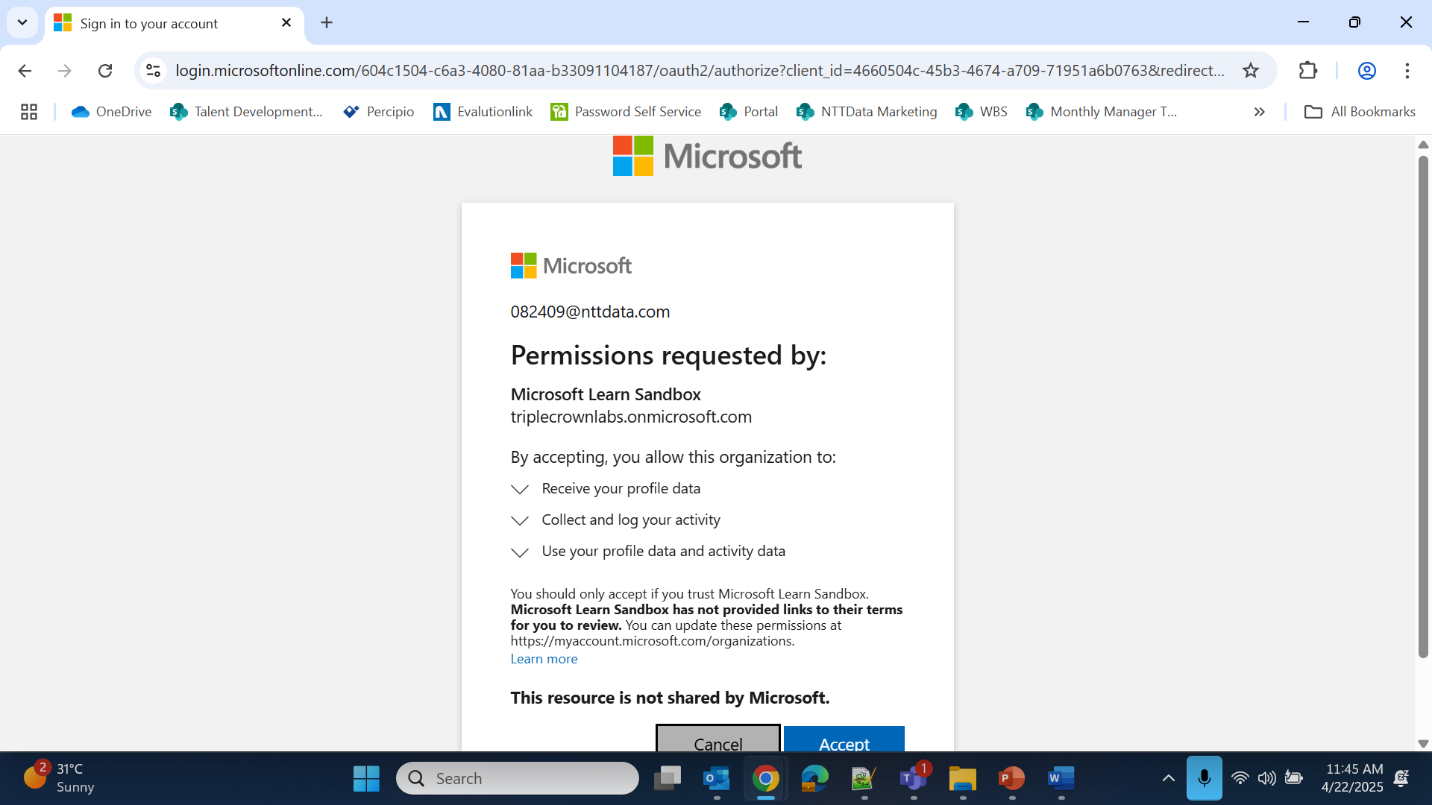 Sign in to your account
login.microsoftonline.com/604c1504-c6a3-4080-81aa-b33091104187/oauth2/authorize?client_id=4660504c-45b3-4674-a709-71951a6b0763&redirect...
OneDrive Talent Development... Percipio Evalutionlink Password Self Service Portal NTTData Marketing WBS Monthly Manager T... » All Bookmarks
Microsoft
Microsoft
082409@nttdata.com
Permissions requested by:
Microsoft Learn Sandbox
triplecrownlabs.onmicrosoft.com
By accepting, you allow this organization to:
Receive your profile data
Collect and log your activity
Use your profile data and activity data
You should only accept if you trust Microsoft Learn Sandbox.
Microsoft Learn Sandbox has not provided links to their terms
for you to review. You can update these permissions at
https://myaccount.microsoft.com/organizations.
Learn more
This resource is not shared by Microsoft.
Cancel Accept
2 31°C
Sunny
Search
1
11:45 AM
4/22/2025